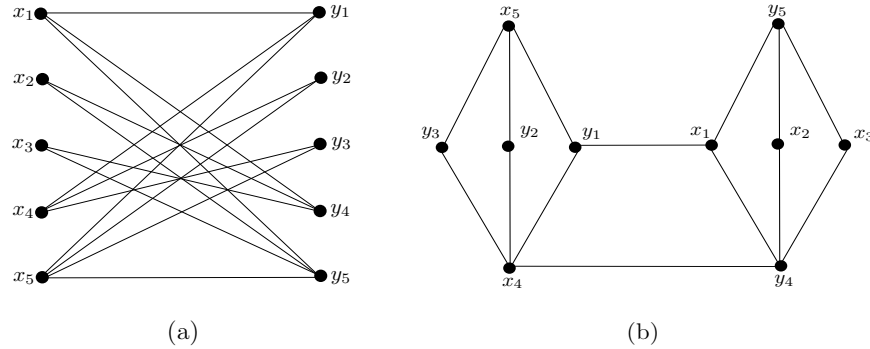 x₁ y₁
x₂ y₂
x₃ y₃
x₄ y₄
x₅ y₅
(a)
x₅ y₅
y₃ y₂ y₁ x₁ x₂ x₃
x₄ y₄
(b)